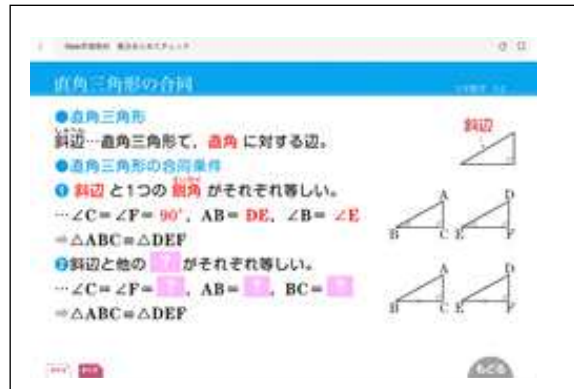 直角三角形の合同
●直角三角形
斜辺…直角三角形で、直角 に対する辺。
●直角三角形の合同条件
❶ 斜辺 と1つの 鋭角 がそれぞれ等しい。
…∠C=∠F= 90°, AB= DE, ∠B= ∠E
⇒△ABC≡△DEF
❷斜辺と他の ? がそれぞれ等しい。
…∠C=∠F= ?, AB= ?, BC= ?
⇒△ABC≡△DEF
斜辺
A D
B C E F
A D
B C E F
もどる